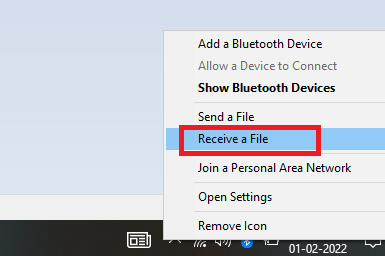 Add a Bluetooth Device
Allow a Device to Connect
Show Bluetooth Devices
Send a File
Receive a File
Join a Personal Area Network
Open Settings
Remove Icon
01-02-2022